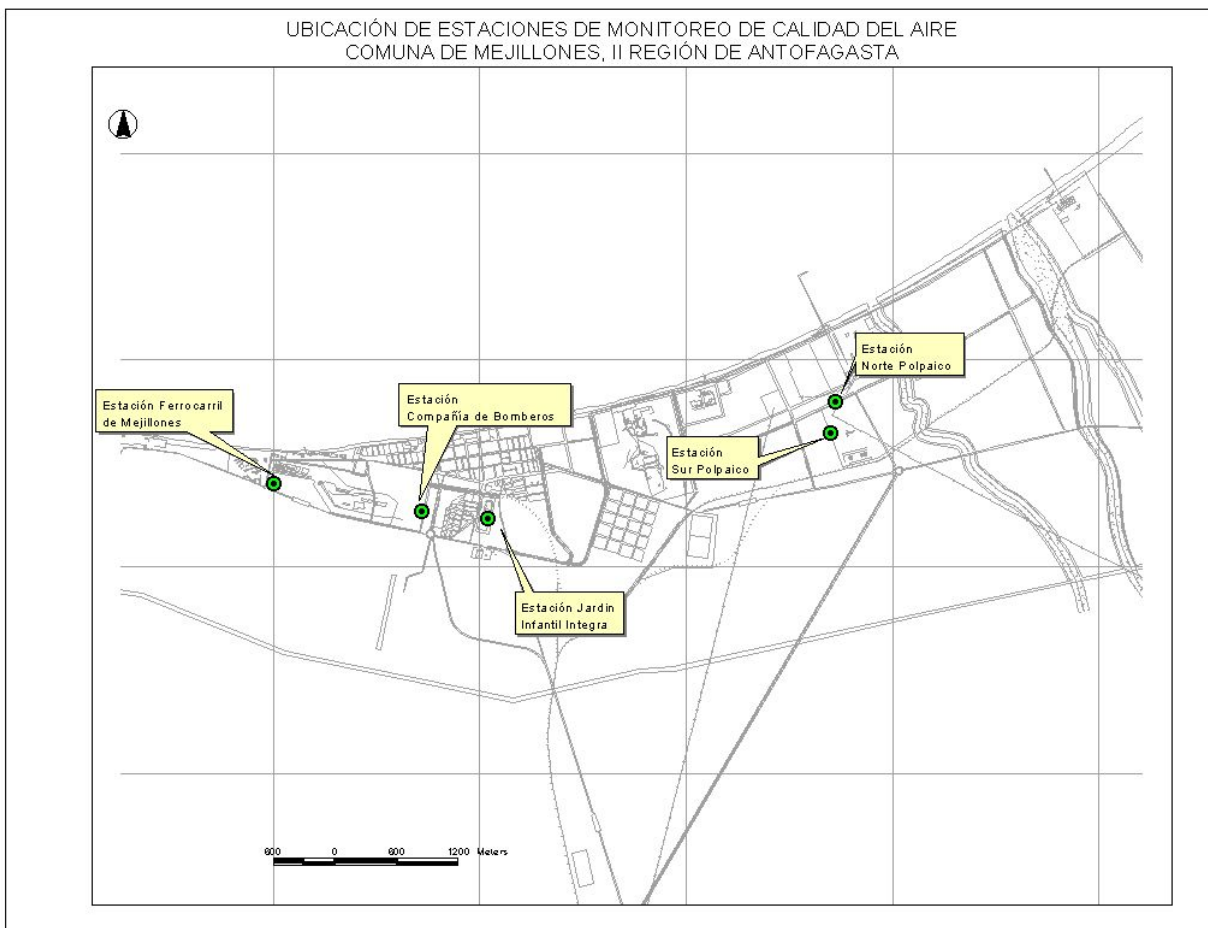 UBICACIÓN DE ESTACIONES DE MONITOREO DE CALIDAD DEL AIRE
COMUNA DE MEJILLONES, II REGIÓN DE ANTOFAGASTA
Estación
Norte Polpaico
Estación Ferrocarril
de Mejillones
Estación
Compañía de Bomberos
Estación
Sur Polpaico
Estación Jardin
Infantil Integra
600 0 600 1200 Meters